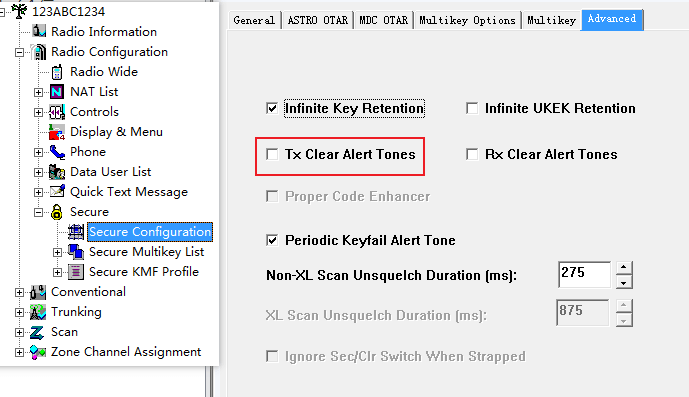 123ABC1234
Radio Information
Radio Configuration
Radio Wide
NAT List
Controls
Display & Menu
Phone
Data User List
Quick Text Message
Secure
Secure Configuration
Secure Multikey List
Secure KMF Profile
Conventional
Trunking
Scan
Zone Channel Assignment
General ASTRO OTAR MDC OTAR Multikey Options Multikey Advanced
Infinite Key Retention Infinite UKEK Retention
Tx Clear Alert Tones Rx Clear Alert Tones
Proper Code Enhancer
Periodic Keyfail Alert Tone
Non-XL Scan Unsquelch Duration (ms): 275
XL Scan Unsquelch Duration (ms): 875
Ignore Sec/Clr Switch When Strapped